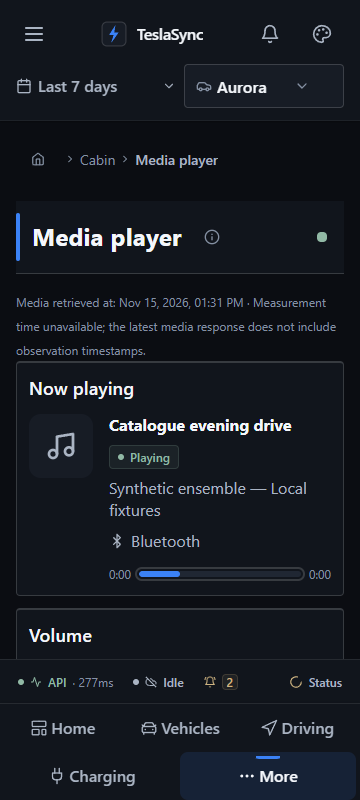 TeslaSync
Last 7 days
Aurora
Cabin
Media player
Media player
Media retrieved at: Nov 15, 2026, 01:31 PM · Measurement
time unavailable; the latest media response does not include
observation timestamps.
Now playing
Catalogue evening drive
Playing
Synthetic ensemble — Local
fixtures
Bluetooth
0:00
0:00
Volume
API · 277ms
Idle
2
Status
Home
Vehicles
Driving
Charging
More